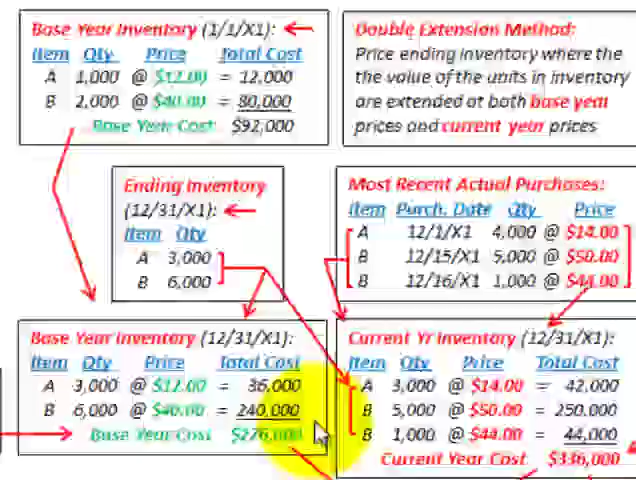 Base Year Inventory (1/1/X1):
Item Qty Price Total Cost
A 1,000 @ $12.00 = 12,000
B 2,000 @ $40.00 = 80,000
Base Year Cost $92,000
Double Extension Method:
Price ending inventory where the
the value of the units in inventory
are extended at both base year
prices and current year prices
Ending Inventory
(12/31/X1):
Item Qty
A 3,000
B 6,000
Most Recent Actual Purchases:
Item Purch. Date Qty Price
A 12/1/X1 4,000 @ $14.00
B 12/15/X1 5,000 @ $50.00
B 12/16/X1 1,000 @ $44.00
Base Year Inventory (12/31/X1):
Item Qty Price Total Cost
A 3,000 @ $12.00 = 36,000
B 6,000 @ $40.00 = 240,000
Base Year Cost $276,000
Current Yr Inventory (12/31/X1):
Item Qty Price Total Cost
A 3,000 @ $14.00 = 42,000
B 5,000 @ $50.00 = 250,000
B 1,000 @ $44.00 = 44,000
Current Year Cost $336,000